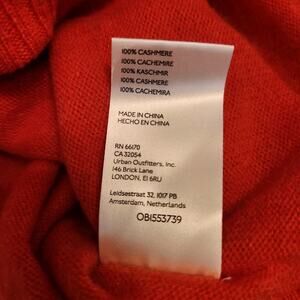 100% CASHMERE
100% CACHEMIRE
100% KASCHMIR
100% CASHMERE
100% CACHEMIRA
MADE IN CHINA
HECHO EN CHINA
RN 66170
CA 32054
Urban Outfitters, Inc.
146 Brick Lane
LONDON, E1 6RU
Leidsestraat 32, 1017 PB
Amsterdam, Netherlands
OB1553739